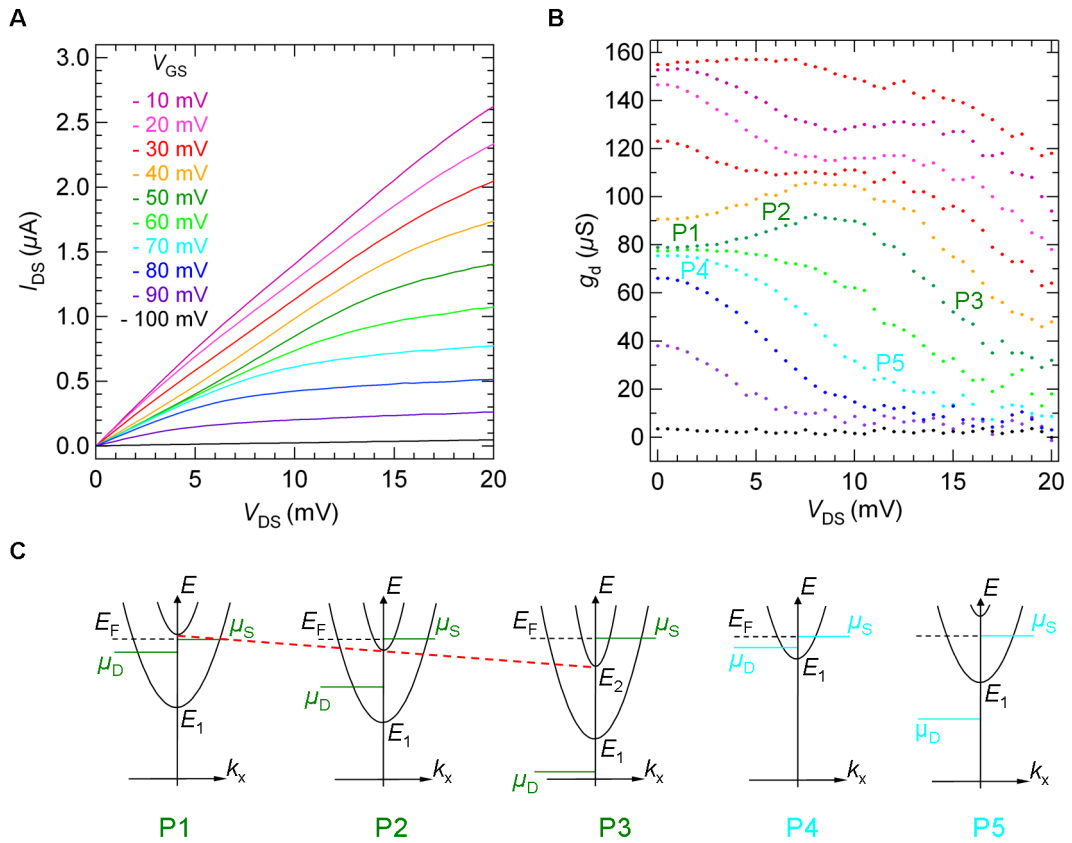 A
B
3.0
2.5
2.0
1.5
1.0
0.5
0.0
I_DS (μA)
V_GS
- 10 mV
- 20 mV
- 30 mV
- 40 mV
- 50 mV
- 60 mV
- 70 mV
- 80 mV
- 90 mV
- 100 mV
0 5 10 15 20
V_DS (mV)
160
140
120
100
80
60
40
20
0
g_d (μS)
P1
P2
P3
P4
P5
0 5 10 15 20
V_DS (mV)
C
E
E_F
μ_S
μ_D
E_1
k_x
P1
E
E_F
μ_S
μ_D
E_1
k_x
P2
E
E_F
μ_S
E_2
E_1
μ_D
k_x
P3
E
E_F
μ_S
μ_D
E_1
k_x
P4
E
E_F
μ_S
E_1
μ_D
k_x
P5